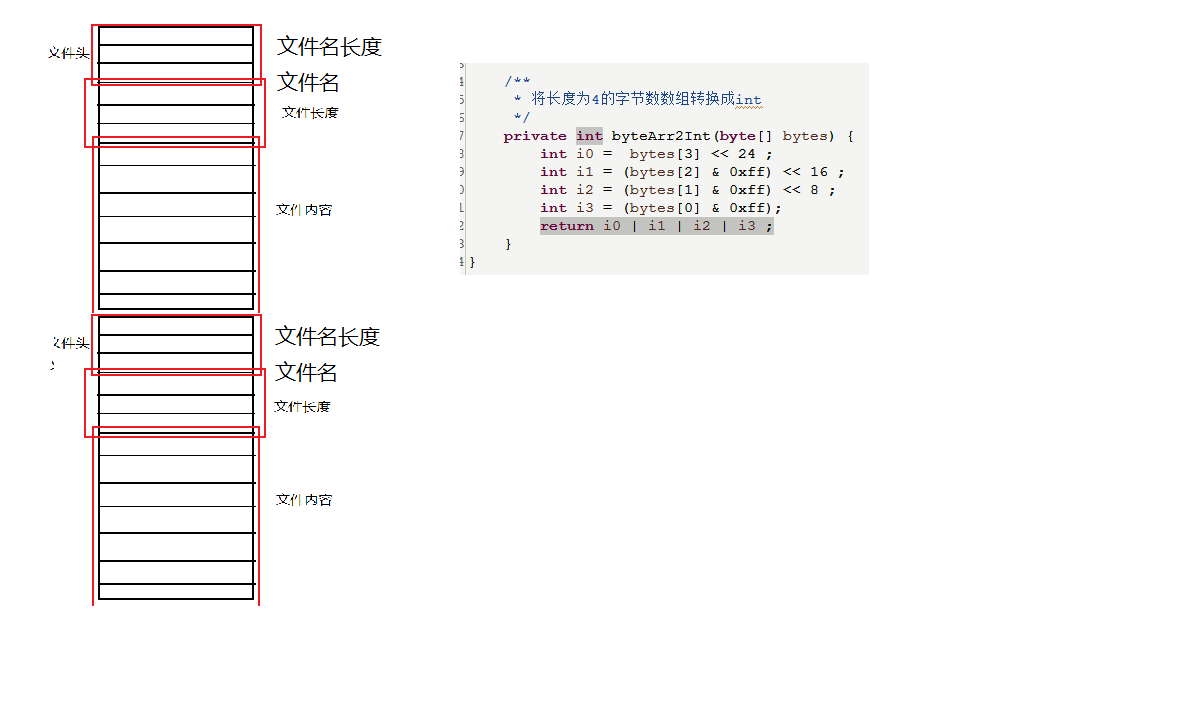 文件头
文件名长度
文件名
文件长度
文件内容
文件头
文件名长度
文件名
文件长度
文件内容
/**
* 将长度为4的字节数数组转换成int
*/
private int byteArr2Int(byte[] bytes) {
int i0 =  bytes[3] << 24 ;
int i1 = (bytes[2] & 0xff) << 16 ;
int i2 = (bytes[1] & 0xff) << 8 ;
int i3 = (bytes[0] & 0xff);
return i0 | i1 | i2 | i3 ;
}
}